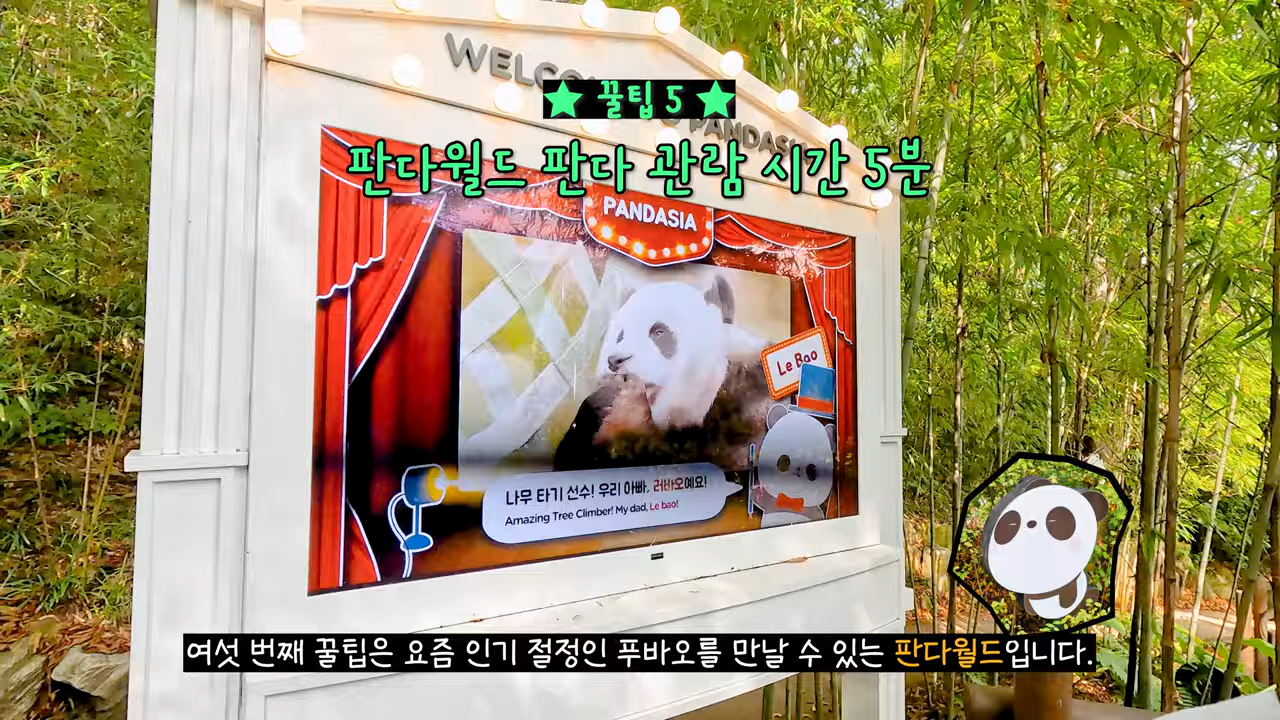 ★ 꿀팁 5 ★
판다월드 판다 관람 시간 5분
PANDASIA
Le Bao
나무 타기 선수! 우리 아빠, 러바오예요!
Amazing Tree Climber! My dad, Le bao!
여섯 번째 꿀팁은 요즘 인기 절정인 푸바오를 만날 수 있는 판다월드입니다.